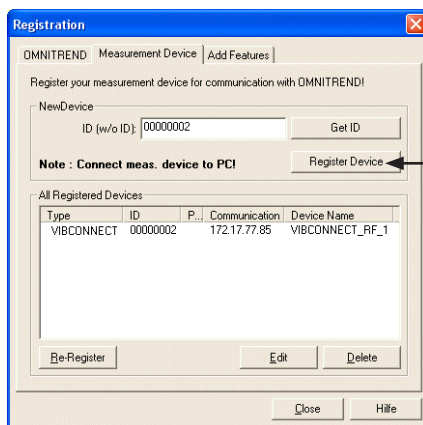 Registration
OMNITREND Measurement Device Add Features
Register your measurement device for communication with OMNITREND!
NewDevice
ID (w/o ID): 00000002 Get ID
Note : Connect meas. device to PC! Register Device
All Registered Devices
Type ID P... Communication Device Name
VIBCONNECT 00000002 172.17.77.85 VIBCONNECT_RF_1
Re-Register Edit Delete
Close Hilfe